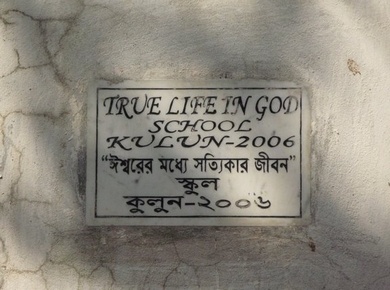 TRUE LIFE IN GOD
SCHOOL
KULUN-2006
“ঈশ্বরের মধ্যে সত্যিকার জীবন”
স্কুল
কুলুন-২০০৬